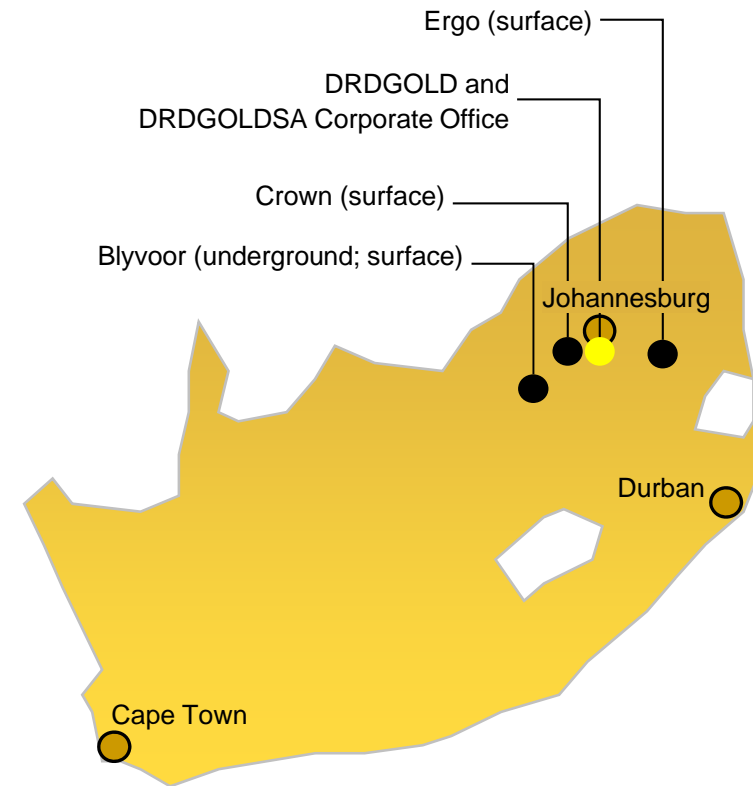 Ergo (surface)
DRDGOLD and
DRDGOLDSA Corporate Office
Crown (surface)
Blyvoor (underground; surface)
Johannesburg
Durban
Cape Town